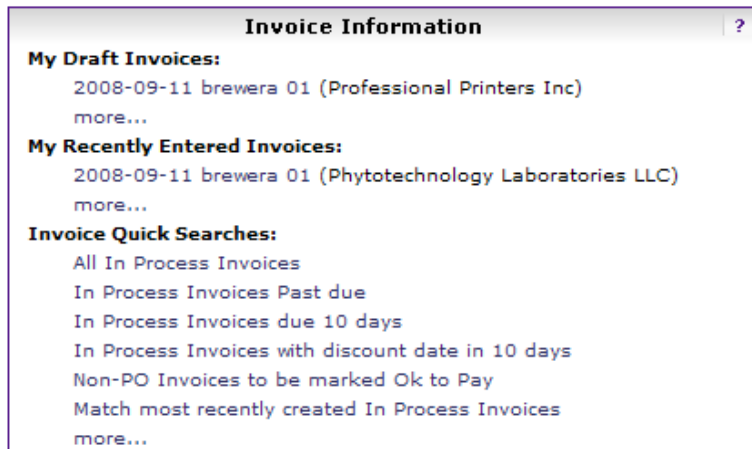 Invoice Information ?
My Draft Invoices:
2008-09-11 brewera 01 (Professional Printers Inc)
more...
My Recently Entered Invoices:
2008-09-11 brewera 01 (Phytotechnology Laboratories LLC)
more...
Invoice Quick Searches:
All In Process Invoices
In Process Invoices Past due
In Process Invoices due 10 days
In Process Invoices with discount date in 10 days
Non-PO Invoices to be marked Ok to Pay
Match most recently created In Process Invoices
more...